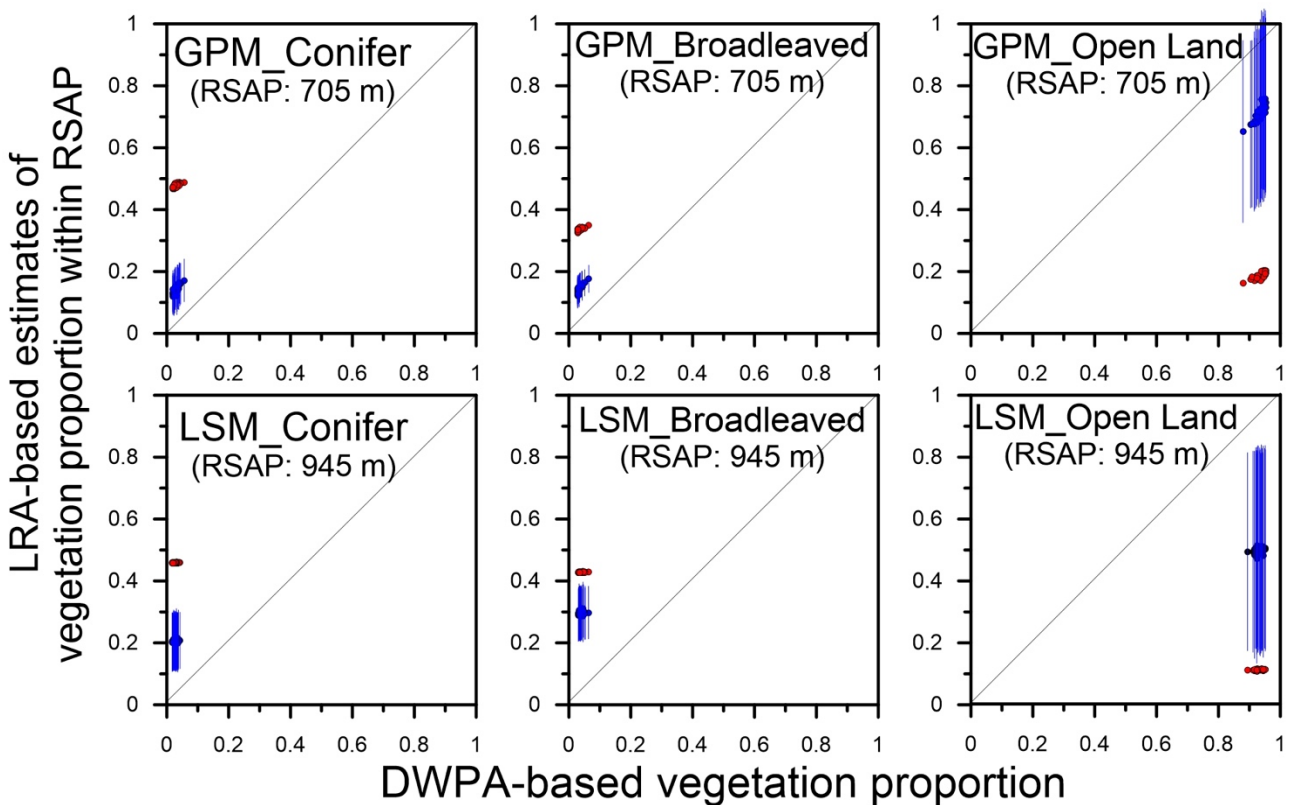 LRA-based estimates of
vegetation proportion within RSAP
1
0.8
0.6
0.4
0.2
0
GPM_Conifer
(RSAP: 705 m)
0 0.2 0.4 0.6 0.8 1
1
0.8
0.6
0.4
0.2
0
GPM_Broadleaved
(RSAP: 705 m)
0 0.2 0.4 0.6 0.8 1
1
0.8
0.6
0.4
0.2
0
GPM_Open Land
(RSAP: 705 m)
0 0.2 0.4 0.6 0.8 1
1
0.8
0.6
0.4
0.2
0
LSM_Conifer
(RSAP: 945 m)
0 0.2 0.4 0.6 0.8 1
1
0.8
0.6
0.4
0.2
0
LSM_Broadleaved
(RSAP: 945 m)
0 0.2 0.4 0.6 0.8 1
1
0.8
0.6
0.4
0.2
0
LSM_Open Land
(RSAP: 945 m)
0 0.2 0.4 0.6 0.8 1
DWPA-based vegetation proportion